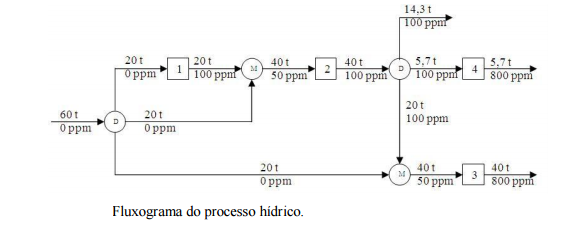 14,3 t
100 ppm
20 t
0 ppm
1
20 t
100 ppm
M
40 t
50 ppm
2
40 t
100 ppm
D
5,7 t
100 ppm
4
5,7 t
800 ppm
60 t
0 ppm
D
20 t
0 ppm
20 t
100 ppm
20 t
0 ppm
M
40 t
50 ppm
3
40 t
800 ppm
Fluxograma do processo hídrico.